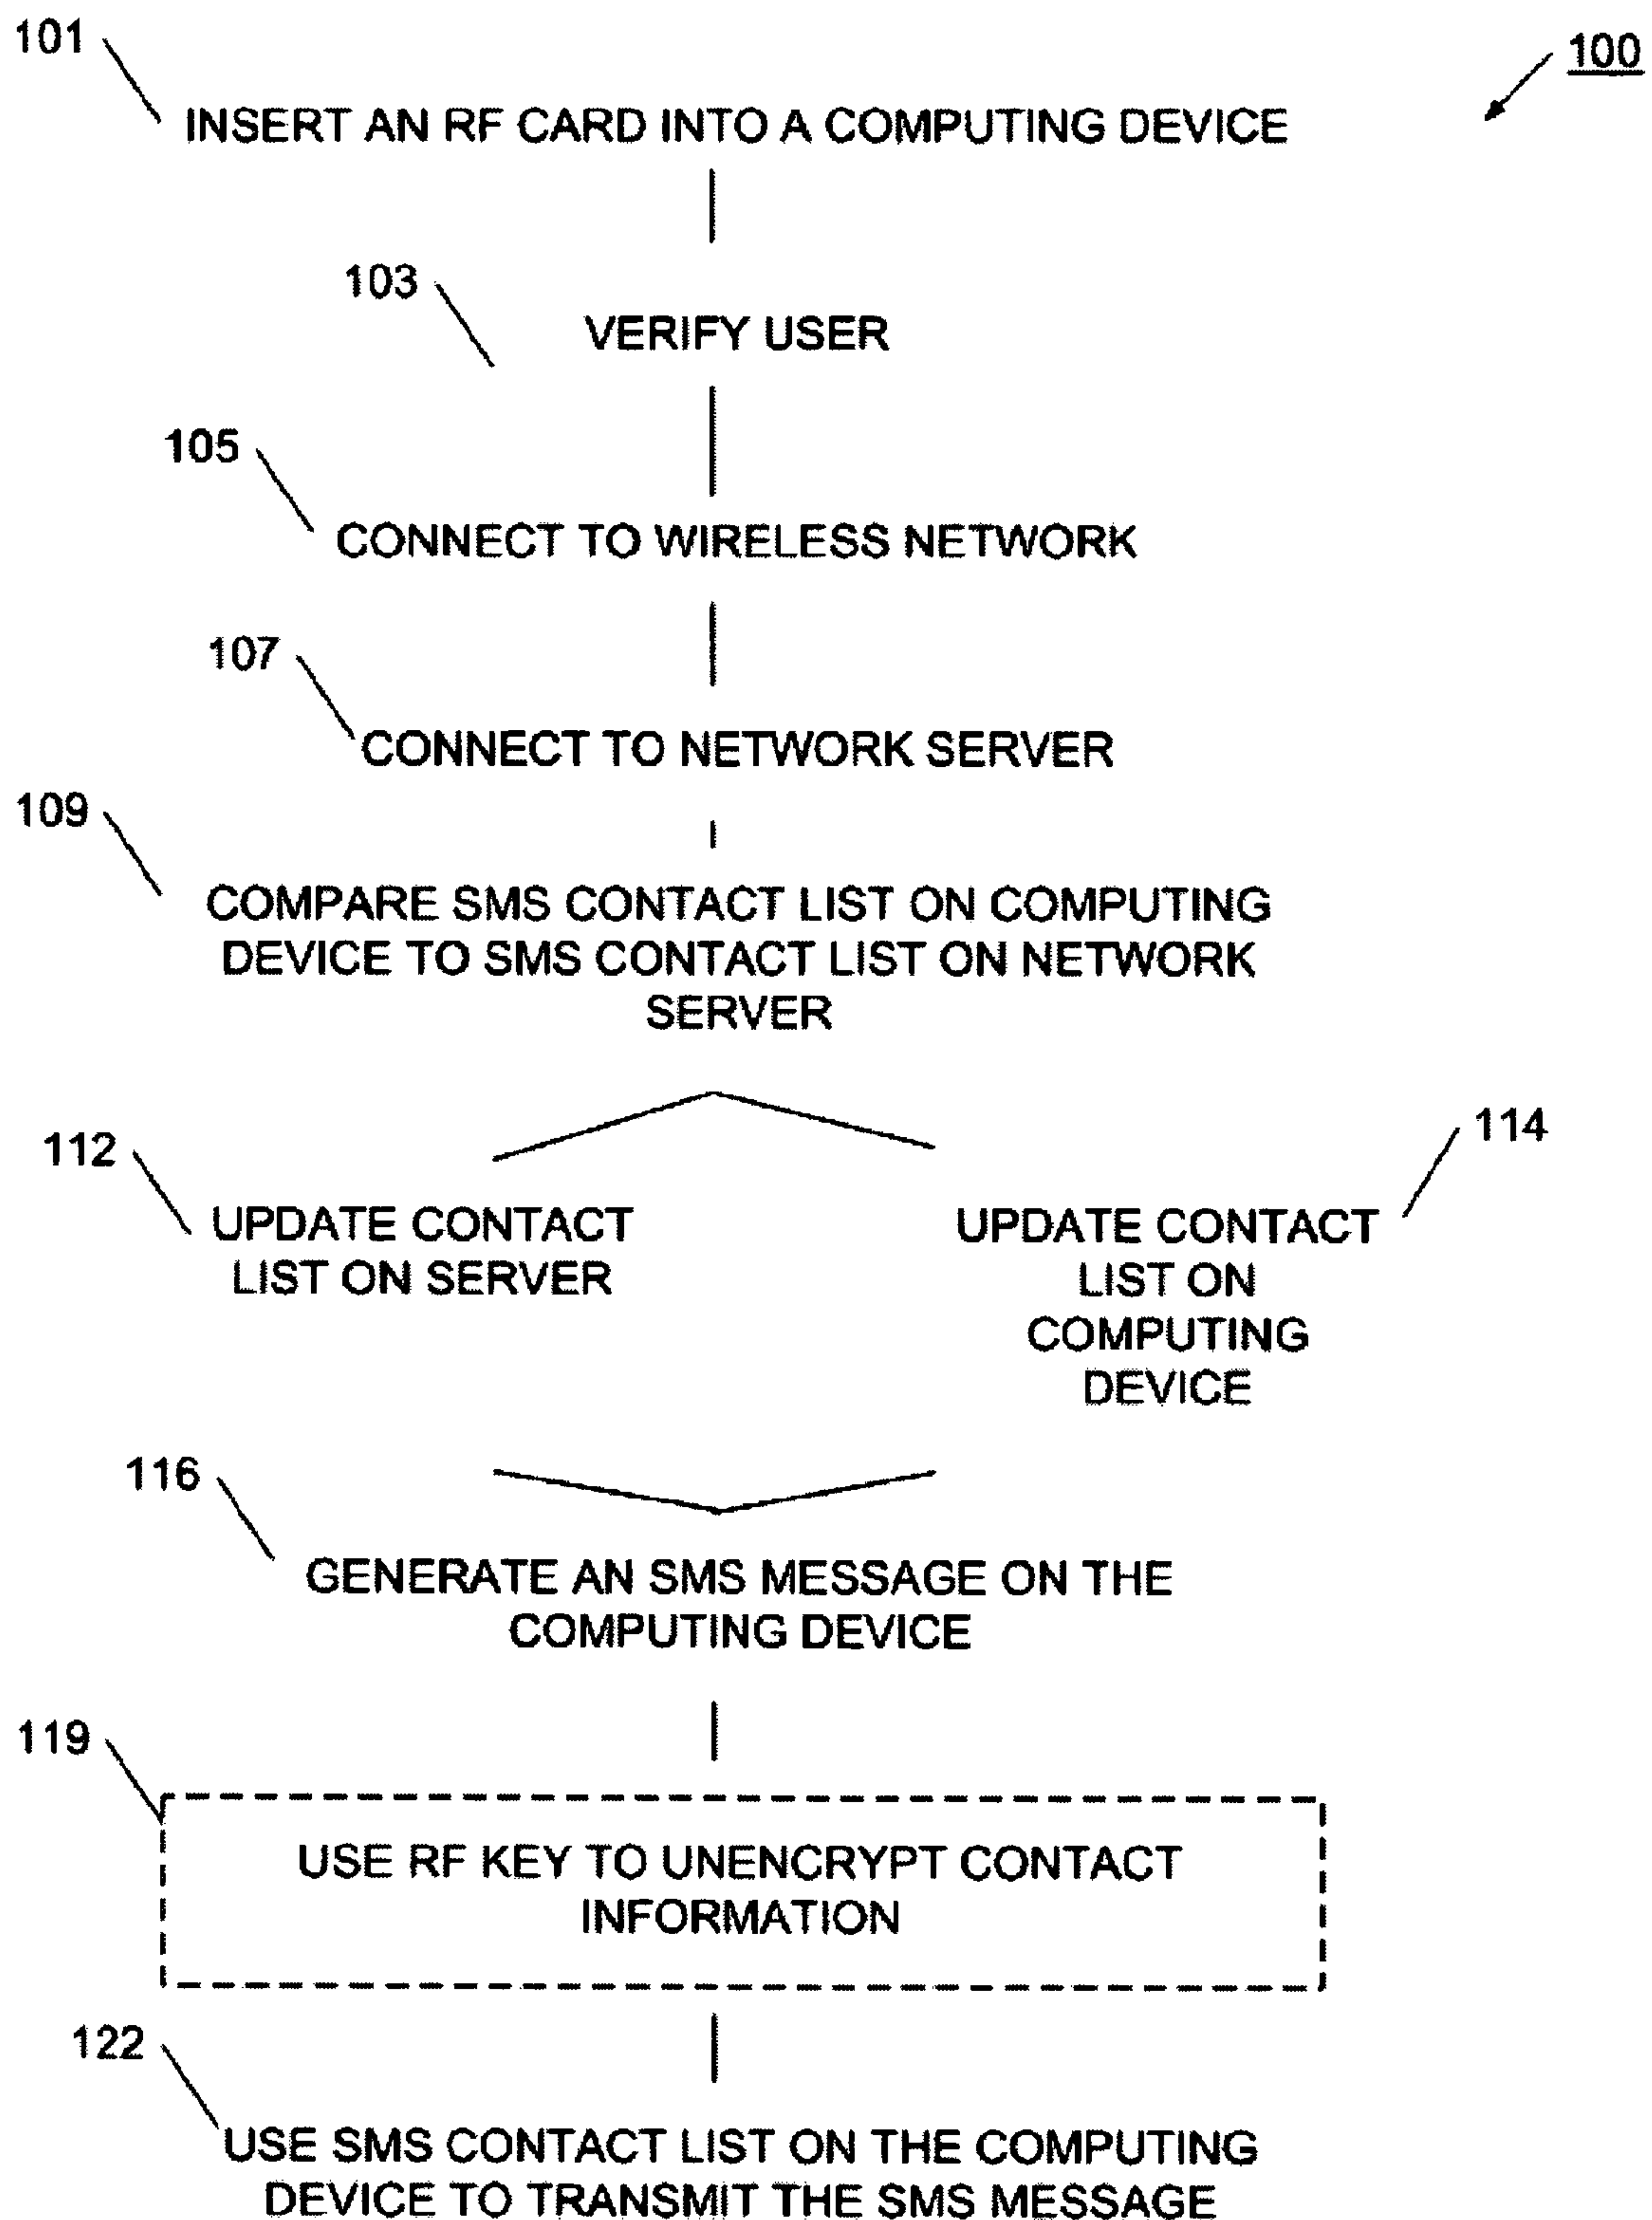 101
100
INSERT AN RF CARD INTO A COMPUTING DEVICE
103
VERIFY USER
105
CONNECT TO WIRELESS NETWORK
107
CONNECT TO NETWORK SERVER
109
COMPARE SMS CONTACT LIST ON COMPUTING
DEVICE TO SMS CONTACT LIST ON NETWORK
SERVER
112
114
UPDATE CONTACT
LIST ON SERVER
UPDATE CONTACT
LIST ON
COMPUTING
DEVICE
116
GENERATE AN SMS MESSAGE ON THE
COMPUTING DEVICE
119
USE RF KEY TO UNENCRYPT CONTACT
INFORMATION
122
USE SMS CONTACT LIST ON THE COMPUTING
DEVICE TO TRANSMIT THE SMS MESSAGE